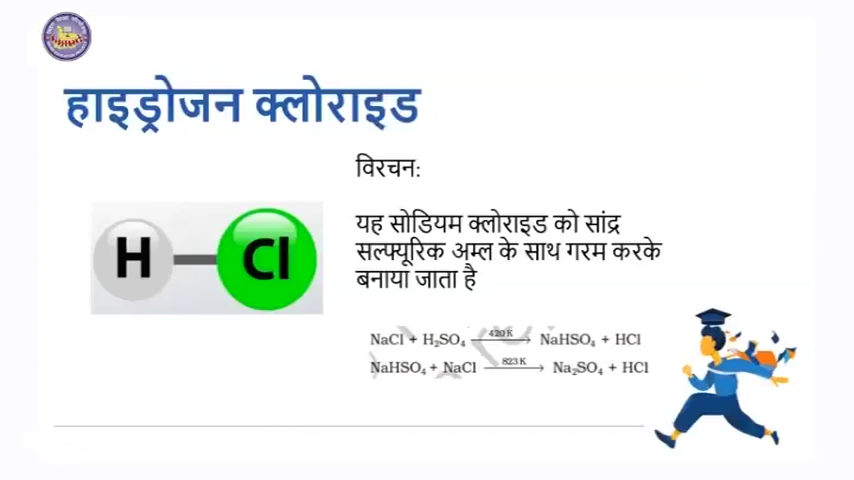 हाइड्रोजन क्लोराइड
विरचन:
यह सोडियम क्लोराइड को सांद्र
सल्फ्यूरिक अम्ल के साथ गरम करके
बनाया जाता है
H Cl
NaCl + H₂SO₄ 420 K → NaHSO₄ + HCl
NaHSO₄ + NaCl 823 K → Na₂SO₄ + HCl